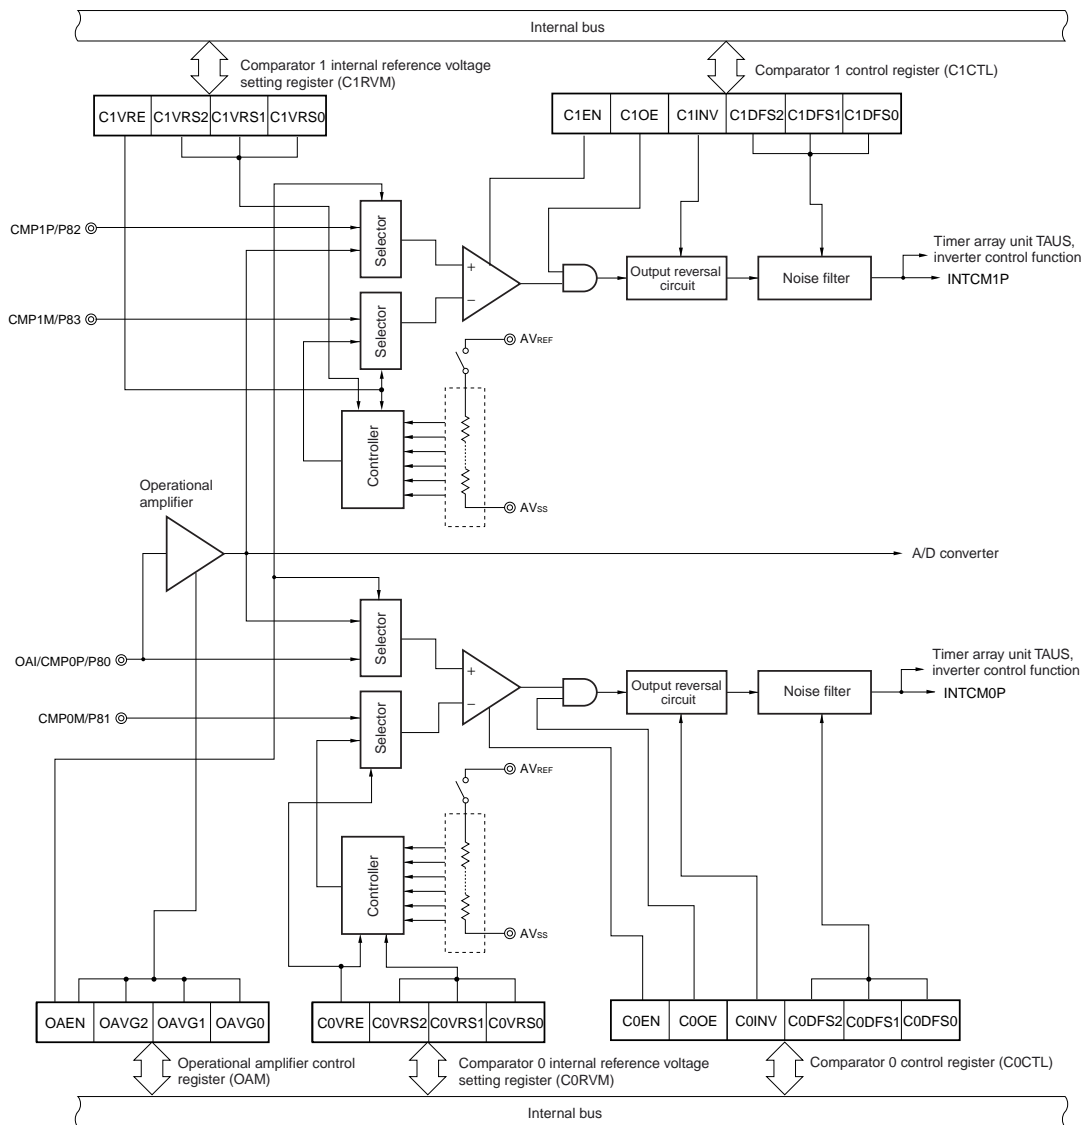 Internal bus
Comparator 1 internal reference voltage
setting register (C1RVM)
Comparator 1 control register (C1CTL)
C1VRE C1VRS2 C1VRS1 C1VRS0
C1EN C1OE C1INV C1DFS2 C1DFS1 C1DFS0
CMP1P/P82
Selector
+
−
Output reversal
circuit
Noise filter
Timer array unit TAUS,
inverter control function
INTCM1P
CMP1M/P83
Selector
AVREF
Controller
AVSS
Operational
amplifier
A/D converter
Selector
OAI/CMP0P/P80
+
−
Output reversal
circuit
Noise filter
Timer array unit TAUS,
inverter control function
INTCM0P
CMP0M/P81
Selector
AVREF
Controller
AVSS
OAEN OAVG2 OAVG1 OAVG0
C0VRE C0VRS2 C0VRS1 C0VRS0
C0EN C0OE C0INV C0DFS2 C0DFS1 C0DFS0
Operational amplifier control
register (OAM)
Comparator 0 internal reference voltage
setting register (C0RVM)
Comparator 0 control register (C0CTL)
Internal bus